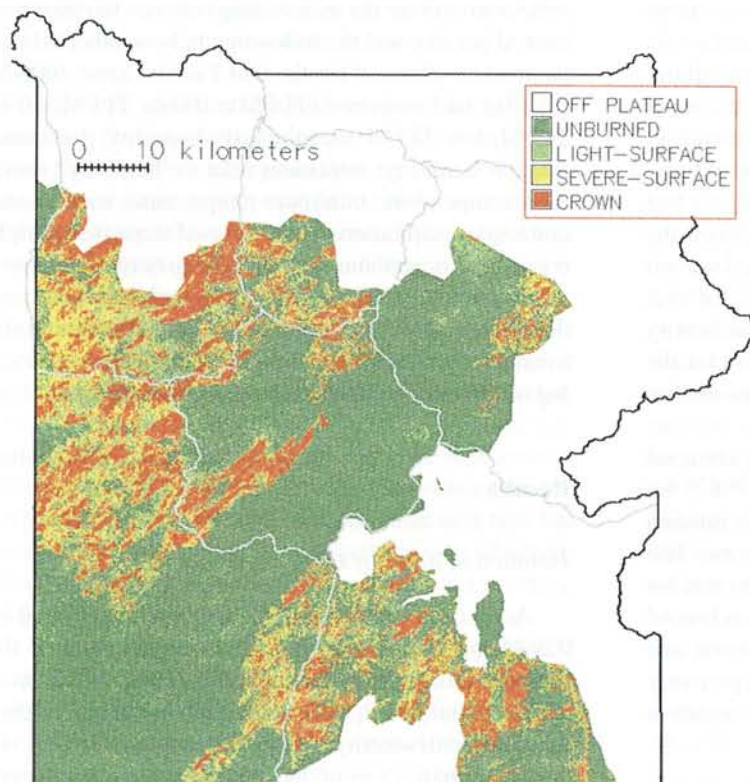 OFF PLATEAU
UNBURNED
LIGHT-SURFACE
SEVERE-SURFACE
CROWN
0 10 kilometers